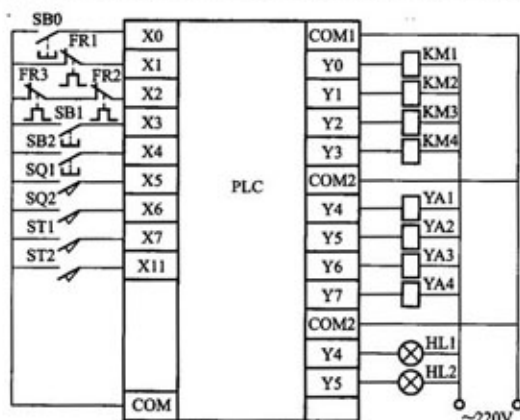 SB0
FR1
FR3
FR2
SB1
SB2
SQ1
SQ2
ST1
ST2
X0
X1
X2
X3
X4
X5
X6
X7
X11
COM
PLC
COM1
Y0
Y1
Y2
Y3
COM2
Y4
Y5
Y6
Y7
COM2
Y4
Y5
KM1
KM2
KM3
KM4
YA1
YA2
YA3
YA4
HL1
HL2
~220V